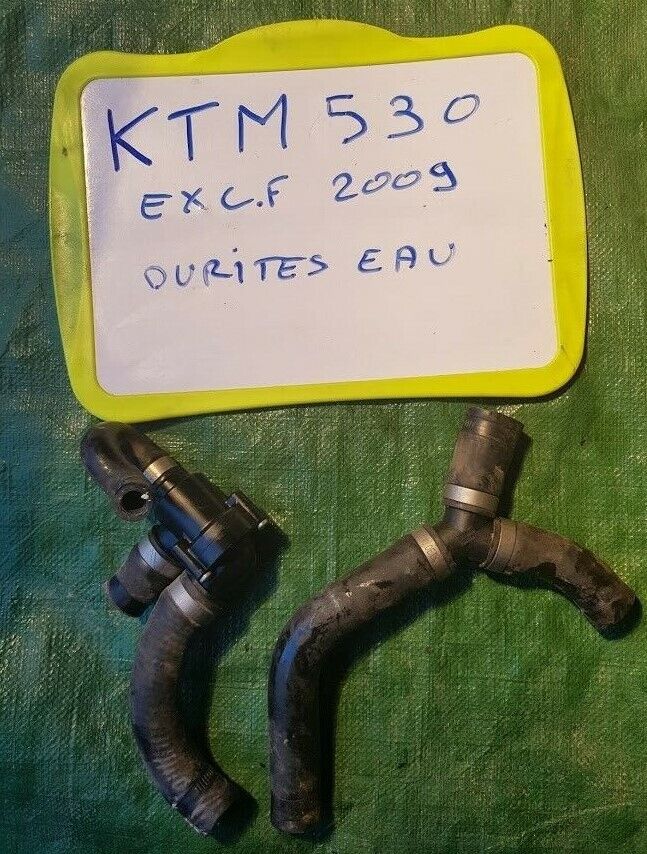 KTM 530
EXC.F 2009
DURITES EAU